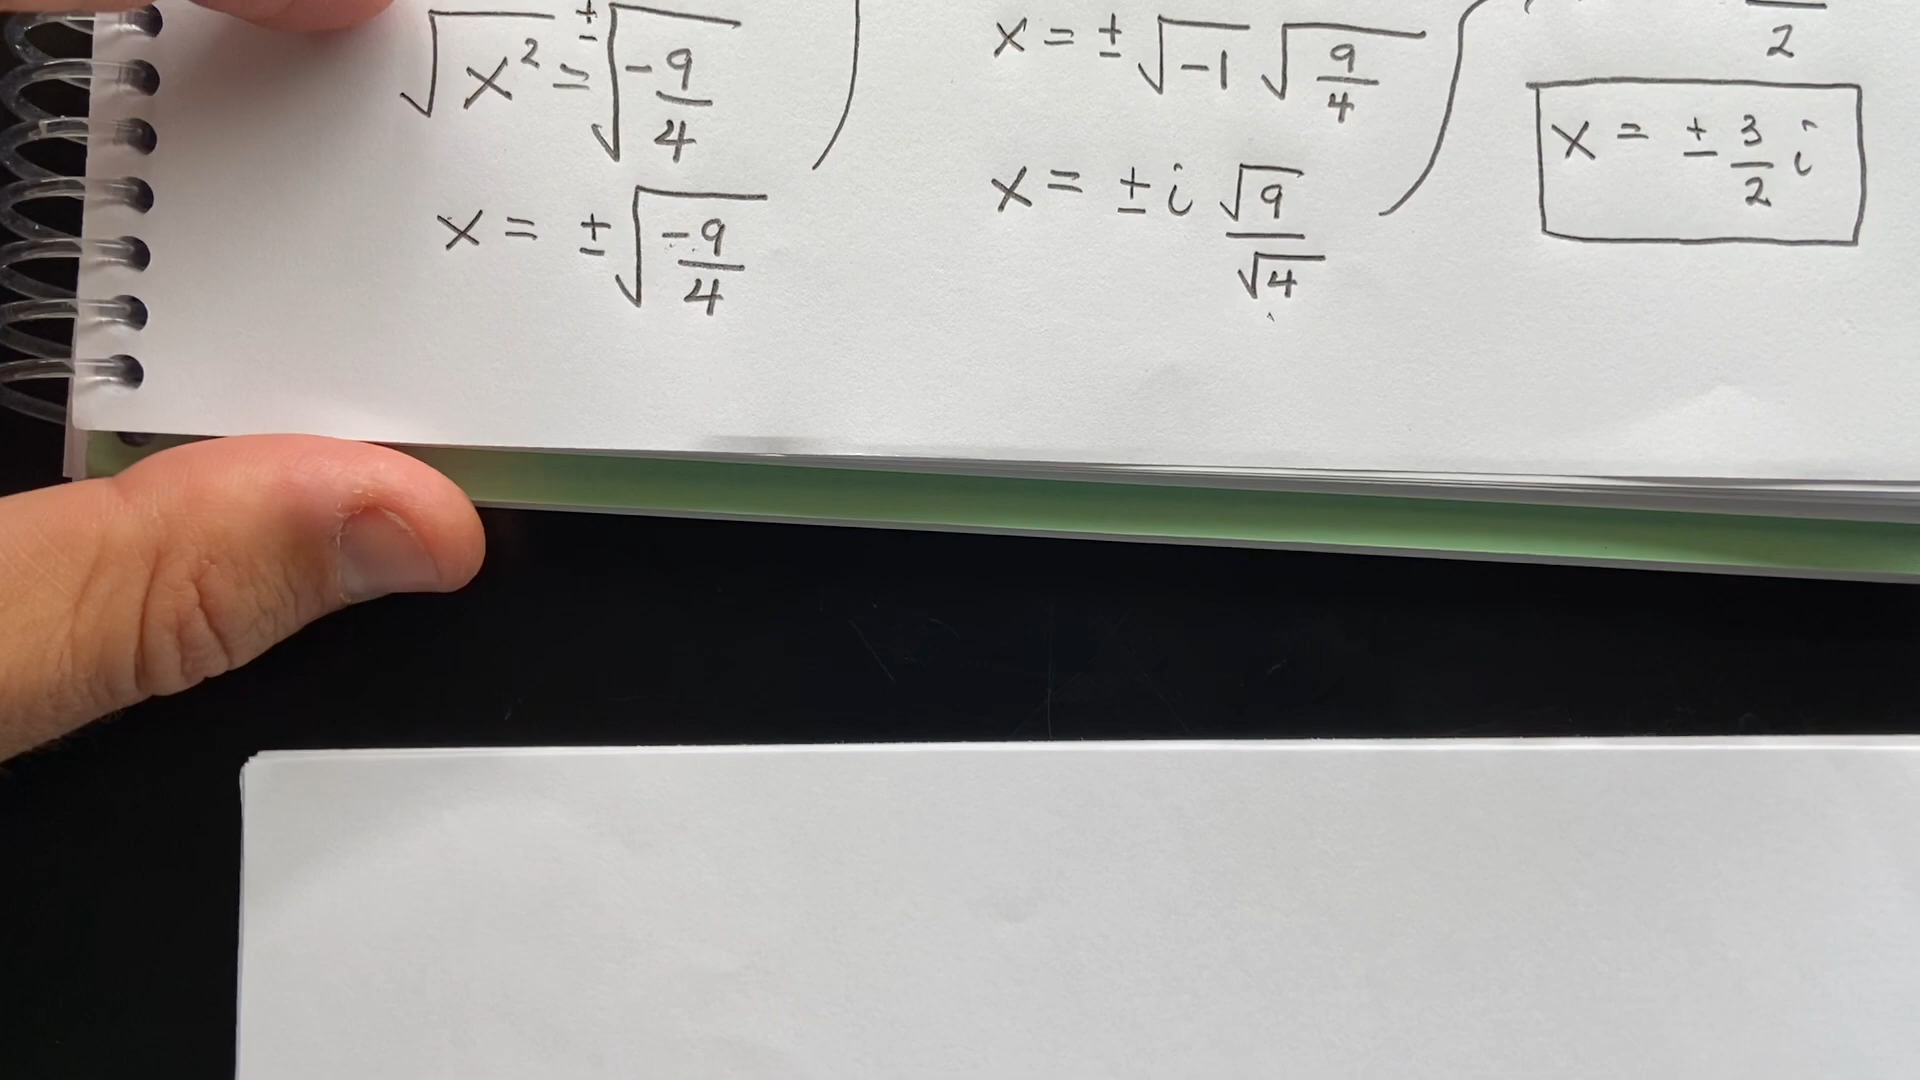 √x² = ±√(-9/4)
x = ±√(-9/4)
x = ±√-1 √(9/4)
x = ±i √9/√4
2
x = ± 3/2 i